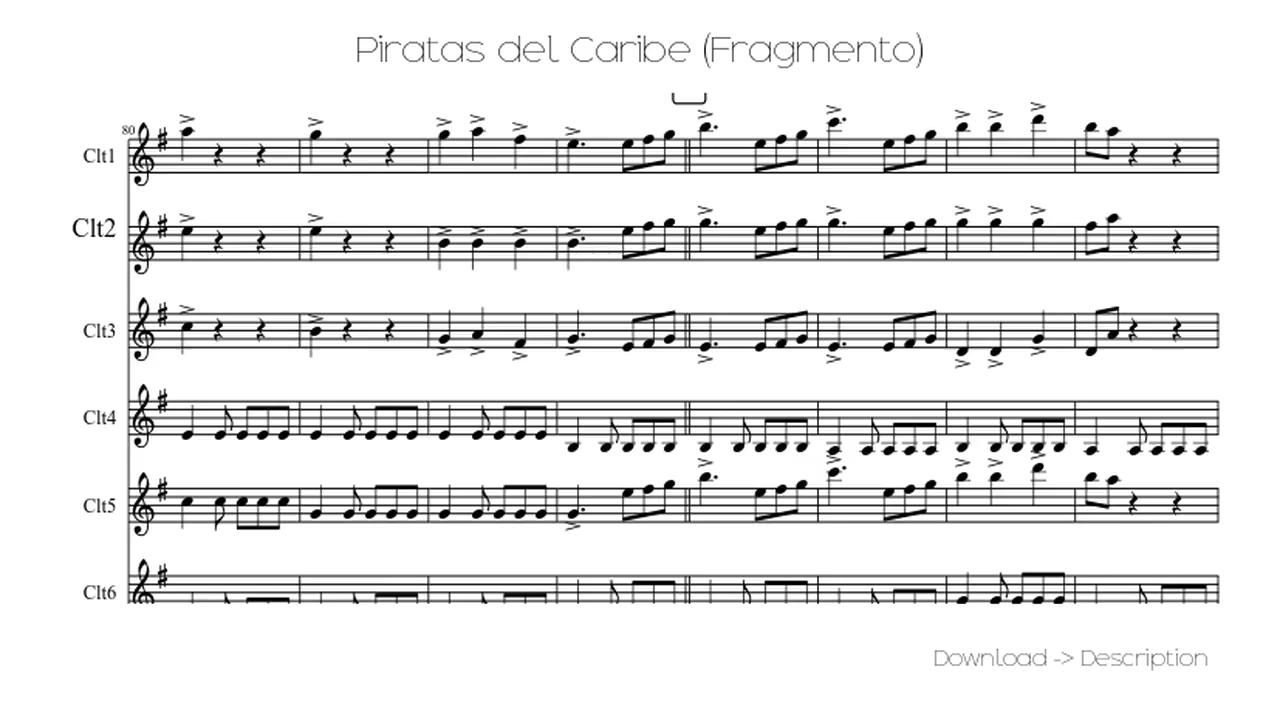 Piratas del Caribe (Fragmento)
80
Clt1
Clt2
Clt3
Clt4
Clt5
Clt6
Download -> Description